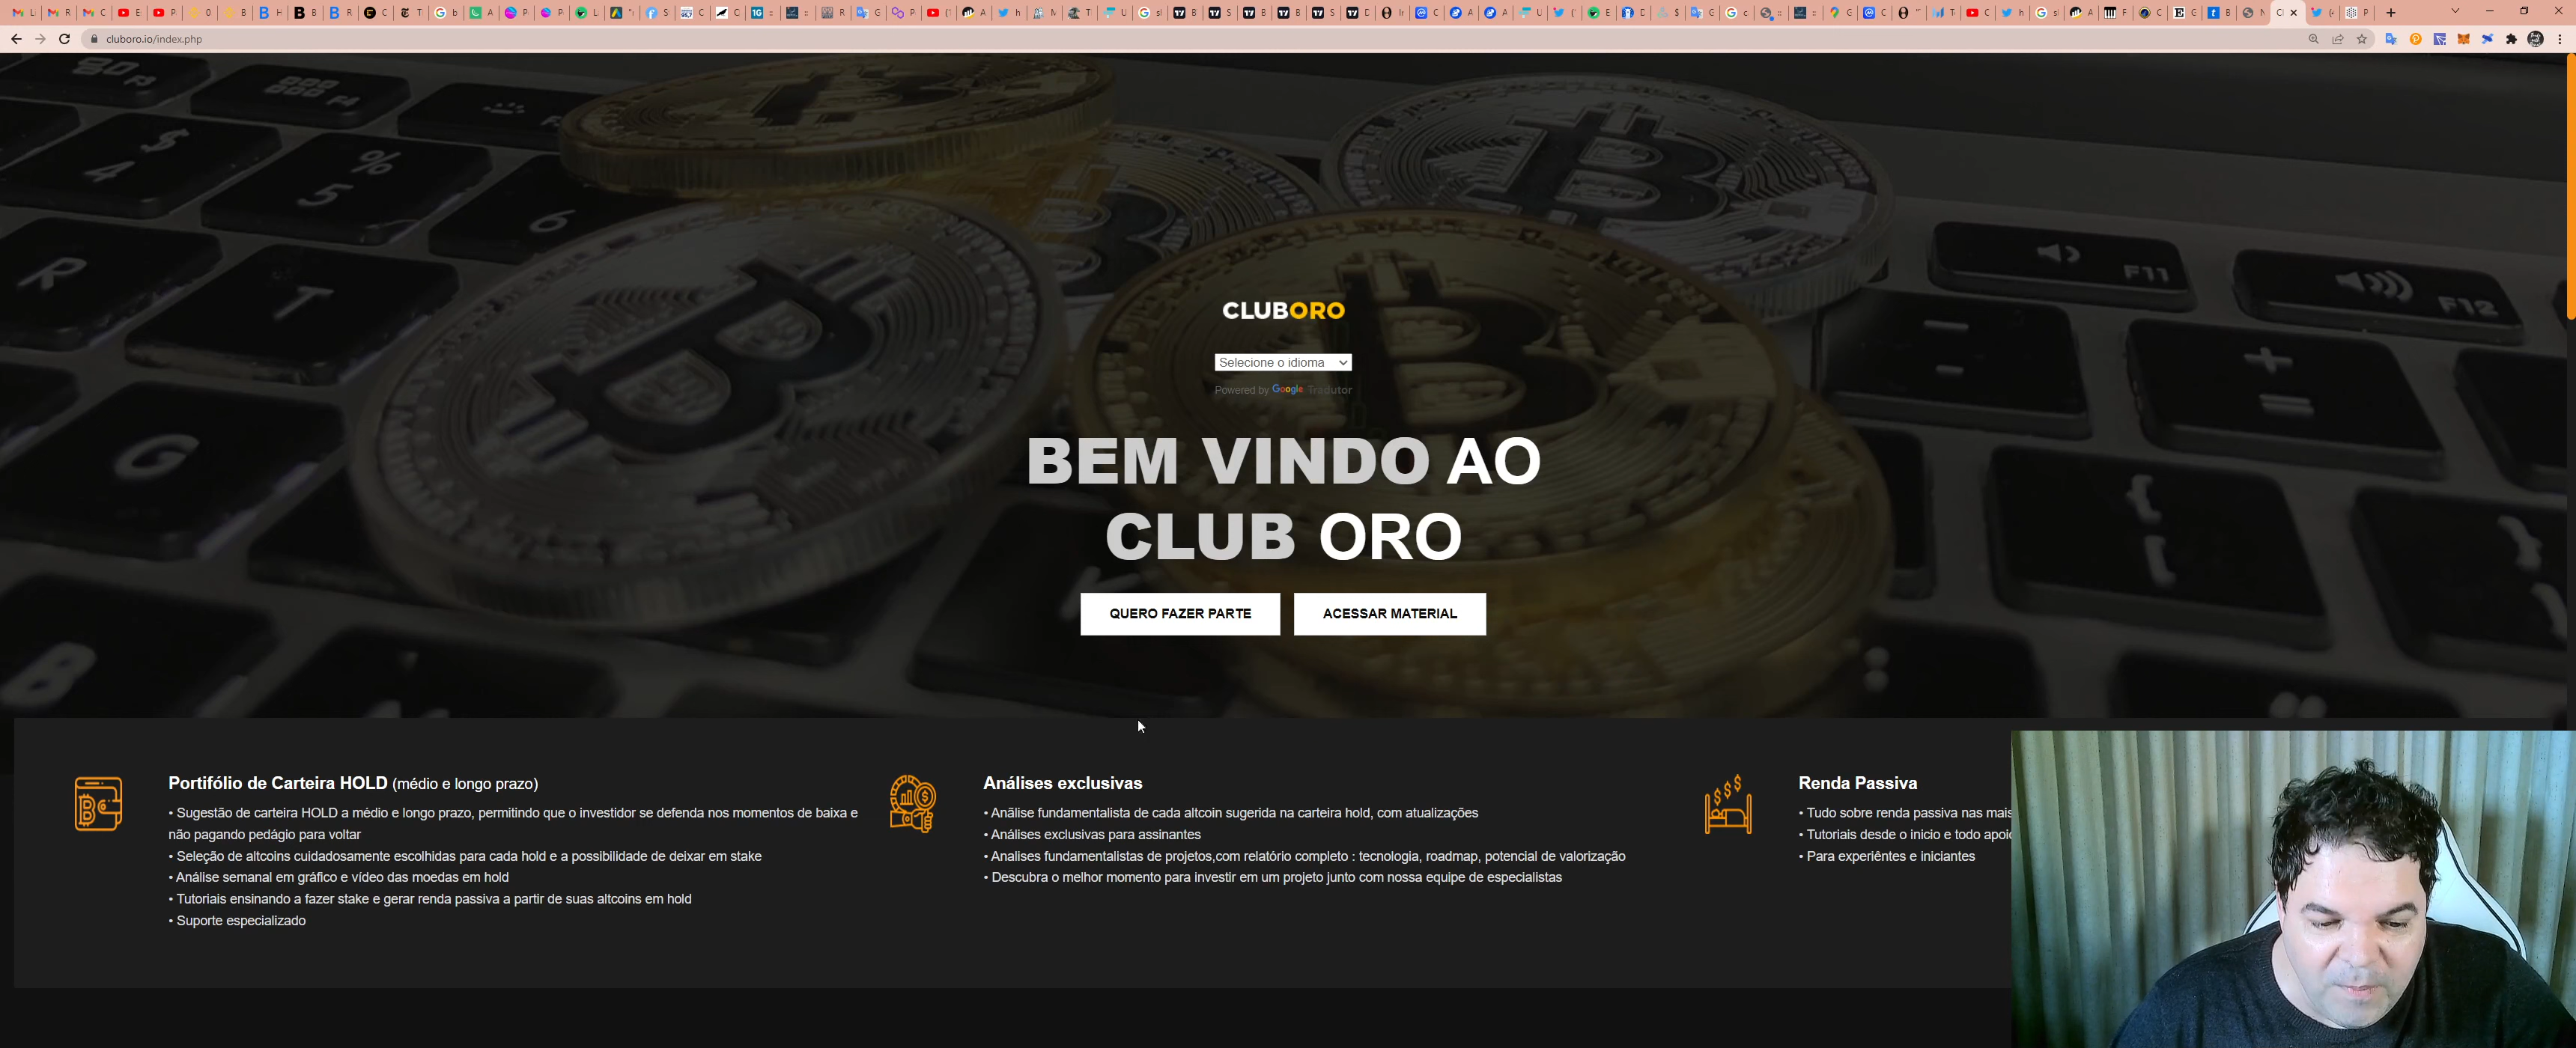 cluboro.io/index.php
CLUBORO
Selecione o idioma
Powered by Google Tradutor
BEM VINDO AO
CLUB ORO
QUERO FAZER PARTE
ACESSAR MATERIAL
Portifólio de Carteira HOLD (médio e longo prazo)
• Sugestão de carteira HOLD a médio e longo prazo, permitindo que o investidor se defenda nos momentos de baixa e
não pagando pedágio para voltar
• Seleção de altcoins cuidadosamente escolhidas para cada hold e a possibilidade de deixar em stake
• Análise semanal em gráfico e vídeo das moedas em hold
• Tutoriais ensinando a fazer stake e gerar renda passiva a partir de suas altcoins em hold
• Suporte especializado
Análises exclusivas
• Análise fundamentalista de cada altcoin sugerida na carteira hold, com atualizações
• Análises exclusivas para assinantes
• Analises fundamentalistas de projetos,com relatório completo : tecnologia, roadmap, potencial de valorização
• Descubra o melhor momento para investir em um projeto junto com nossa equipe de especialistas
Renda Passiva
• Tudo sobre renda passiva nas mais
• Tutoriais desde o inicio e todo apoio
• Para experiêntes e iniciantes